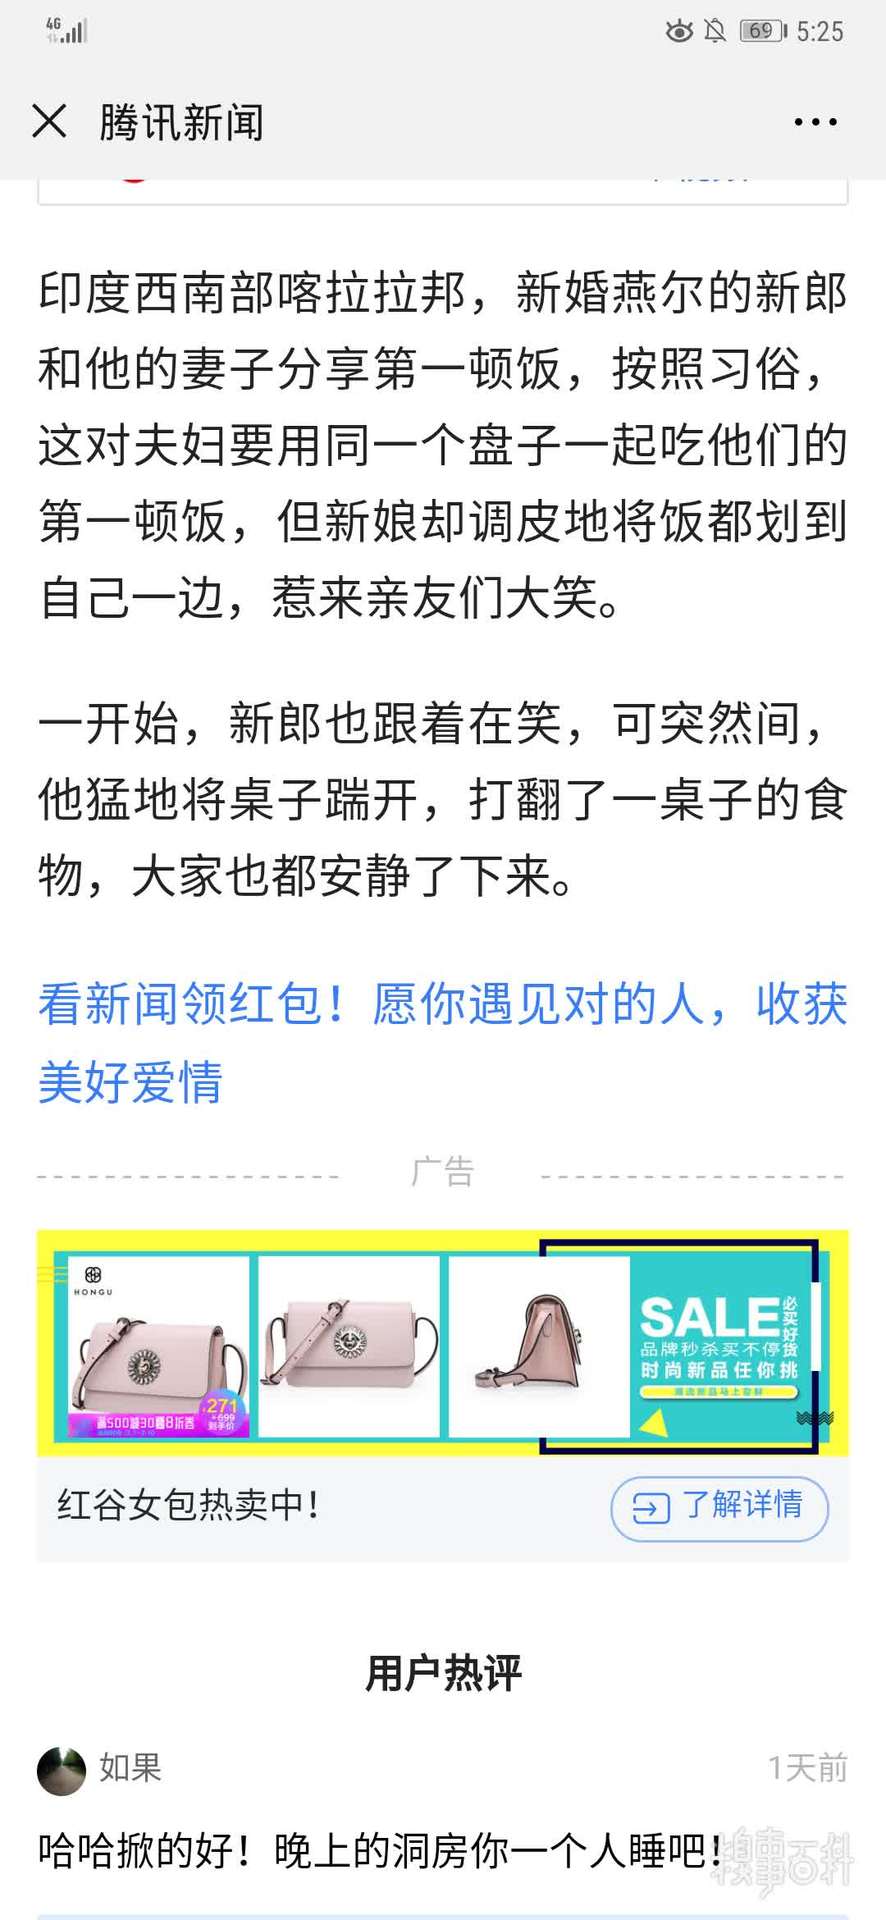 4G
69
5:25
腾讯新闻
印度西南部喀拉拉邦，新婚燕尔的新郎
和他的妻子分享第一顿饭，按照习俗，
这对夫妇要用同一个盘子一起吃他们的
第一顿饭，但新娘却调皮地将饭都划到
自己一边，惹来亲友们大笑。
一开始，新郎也跟着在笑，可突然间，
他猛地将桌子踹开，打翻了一桌子的食
物，大家也都安静了下来。
看新闻领红包！愿你遇见对的人，收获
美好爱情
广告
HONGU
271
¥699
到手价
满500减30叠8折券
SALE
必买好货
品牌秒杀买不停
时尚新品任你挑
红谷女包热卖中！
了解详情
用户热评
如果
1天前
哈哈掀的好！晚上的洞房你一个人睡吧！
糗事百科